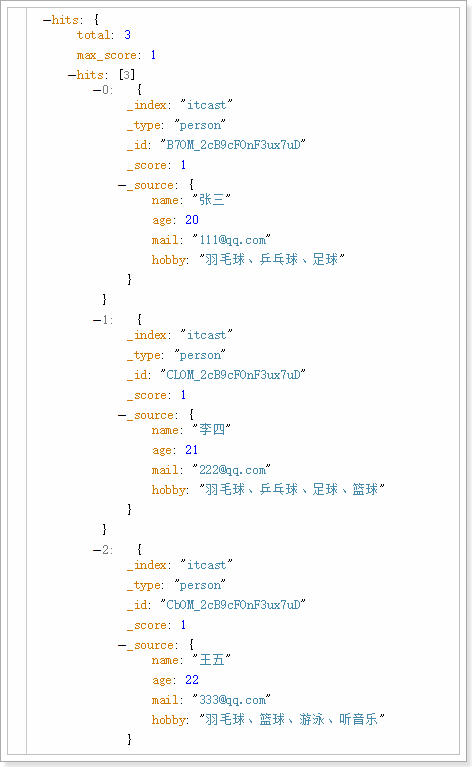 —hits: {
total: 3
max_score: 1
—hits: [3]
—0: {
_index: "itcast"
_type: "person"
_id: "B7OM_2cB9cFOnF3ux7uD"
_score: 1
—_source: {
name: "张三"
age: 20
mail: "111@qq.com"
hobby: "羽毛球、乒乓球、足球"
}
}
—1: {
_index: "itcast"
_type: "person"
_id: "CLOM_2cB9cFOnF3ux7uD"
_score: 1
—_source: {
name: "李四"
age: 21
mail: "222@qq.com"
hobby: "羽毛球、乒乓球、足球、篮球"
}
}
—2: {
_index: "itcast"
_type: "person"
_id: "CbOM_2cB9cFOnF3ux7uD"
_score: 1
—_source: {
name: "王五"
age: 22
mail: "333@qq.com"
hobby: "羽毛球、篮球、游泳、听音乐"
}